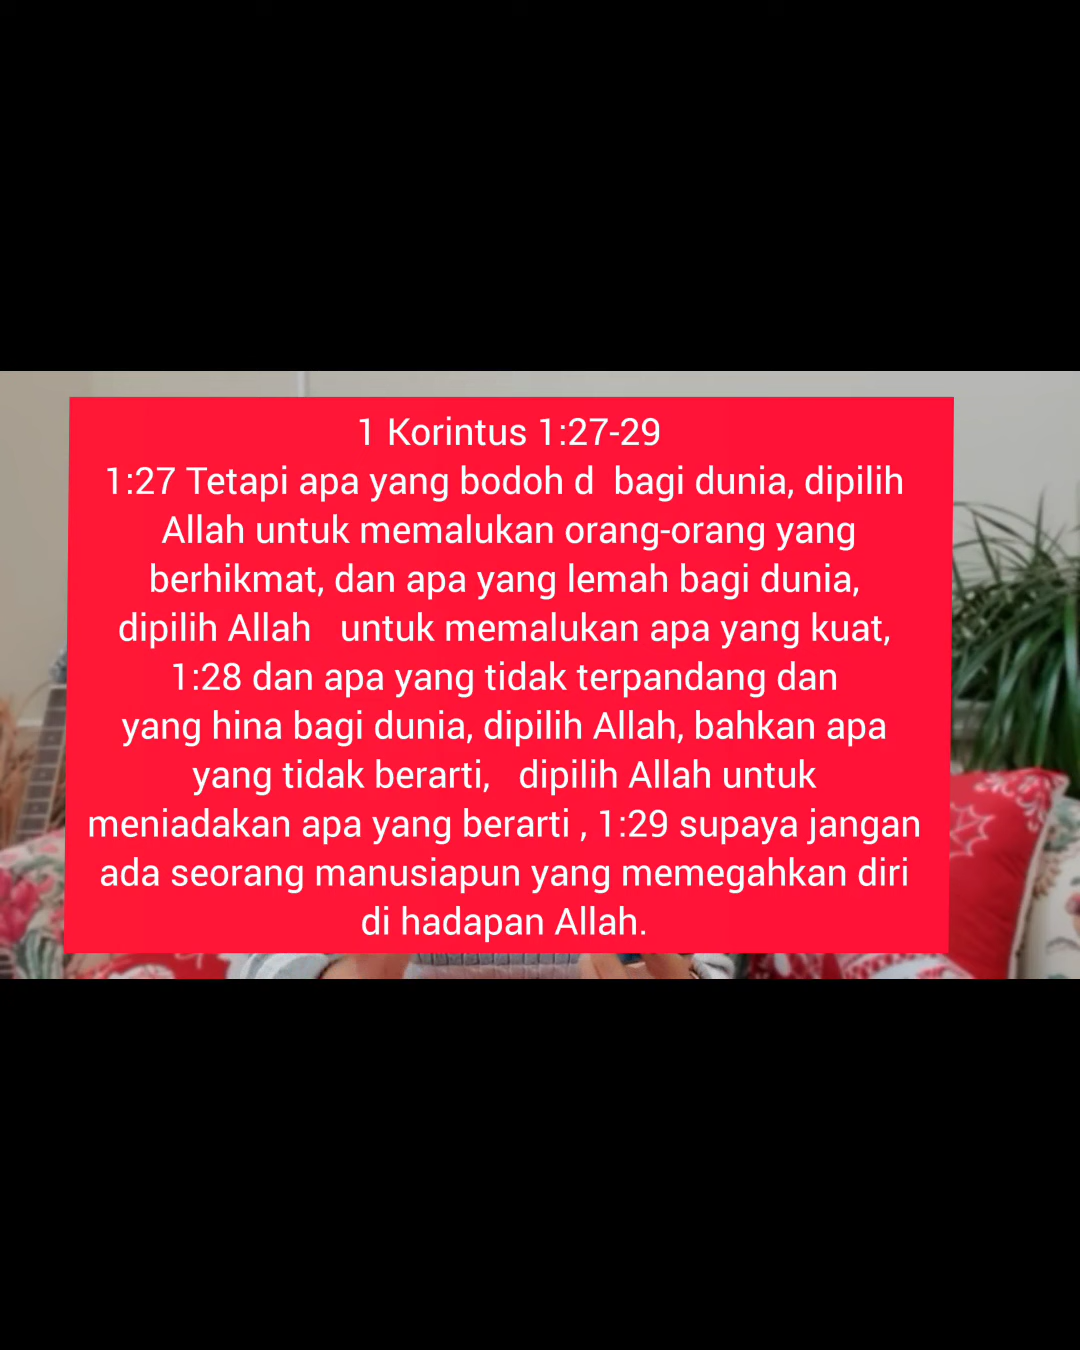 1 Korintus 1:27-29
1:27 Tetapi apa yang bodoh d  bagi dunia, dipilih
Allah untuk memalukan orang-orang yang
berhikmat, dan apa yang lemah bagi dunia,
dipilih Allah   untuk memalukan apa yang kuat,
1:28 dan apa yang tidak terpandang dan
yang hina bagi dunia, dipilih Allah, bahkan apa
yang tidak berarti,   dipilih Allah untuk
meniadakan apa yang berarti , 1:29 supaya jangan
ada seorang manusiapun yang memegahkan diri
di hadapan Allah.